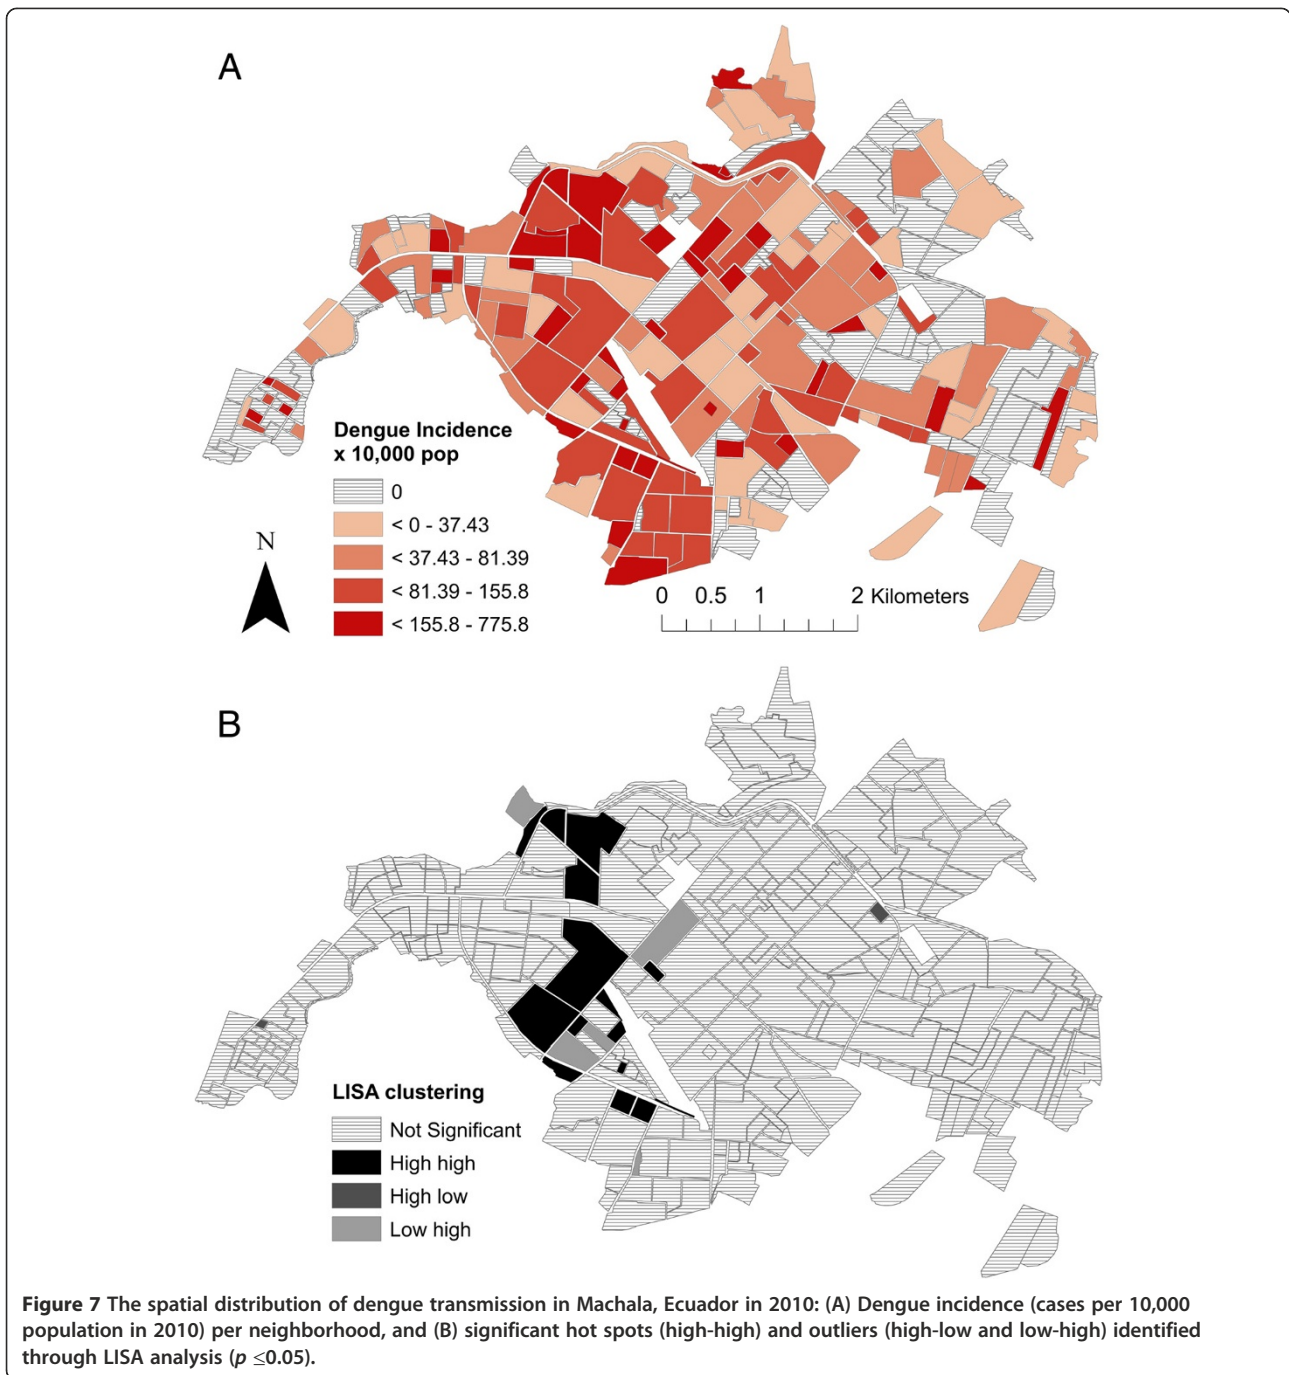 A
Dengue Incidence
x 10,000 pop
0
< 0 - 37.43
< 37.43 - 81.39
< 81.39 - 155.8
< 155.8 - 775.8
N
0 0.5 1 2 Kilometers
B
LISA clustering
Not Significant
High high
High low
Low high
Figure 7 The spatial distribution of dengue transmission in Machala, Ecuador in 2010: (A) Dengue incidence (cases per 10,000
population in 2010) per neighborhood, and (B) significant hot spots (high-high) and outliers (high-low and low-high) identified
through LISA analysis (p ≤0.05).